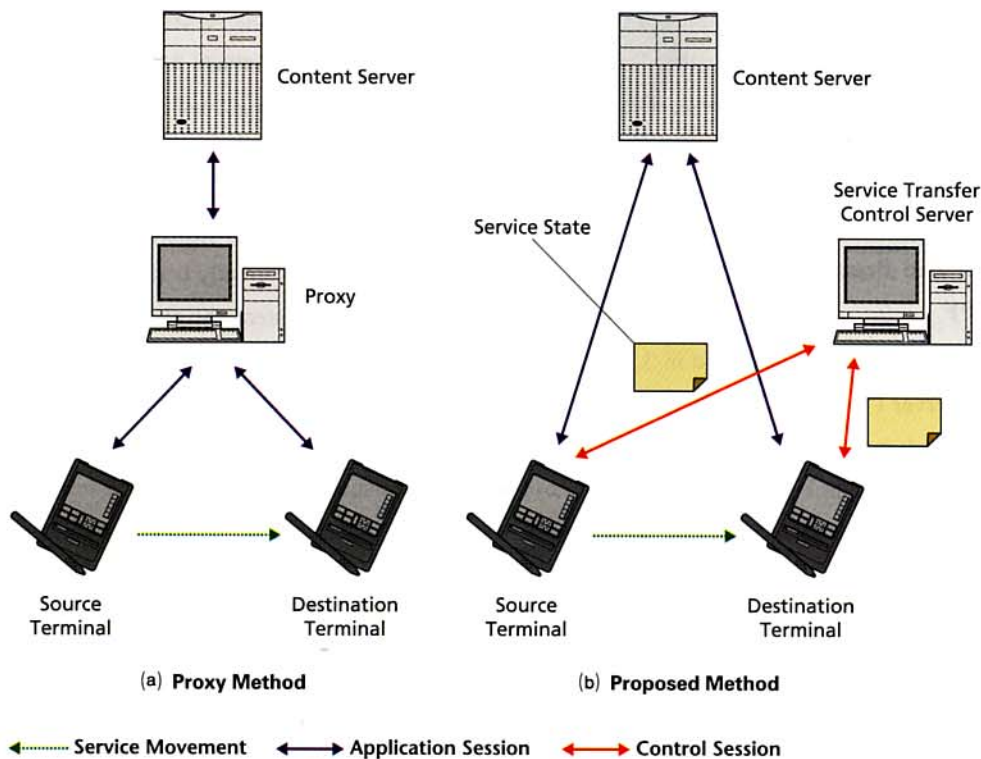 Content Server
Proxy
Source
Terminal
Destination
Terminal
(a) Proxy Method
Content Server
Service Transfer
Control Server
Service State
Source
Terminal
Destination
Terminal
(b) Proposed Method
Service Movement
Application Session
Control Session